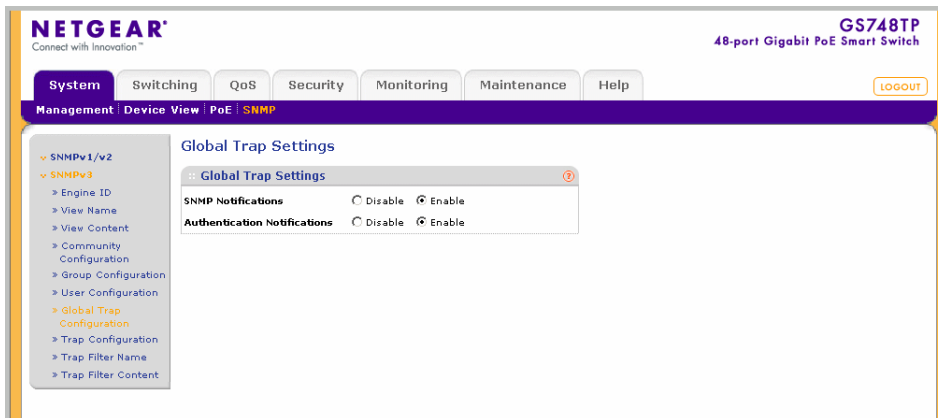 NETGEAR®
Connect with Innovation™
GS748TP
48-port Gigabit PoE Smart Switch
System Switching QoS Security Monitoring Maintenance Help
LOGOUT
Management Device View PoE SNMP
SNMPv1/v2
SNMPv3
» Engine ID
» View Name
» View Content
» Community
Configuration
» Group Configuration
» User Configuration
» Global Trap
Configuration
» Trap Configuration
» Trap Filter Name
» Trap Filter Content
Global Trap Settings
Global Trap Settings ?
SNMP Notifications Disable Enable
Authentication Notifications Disable Enable